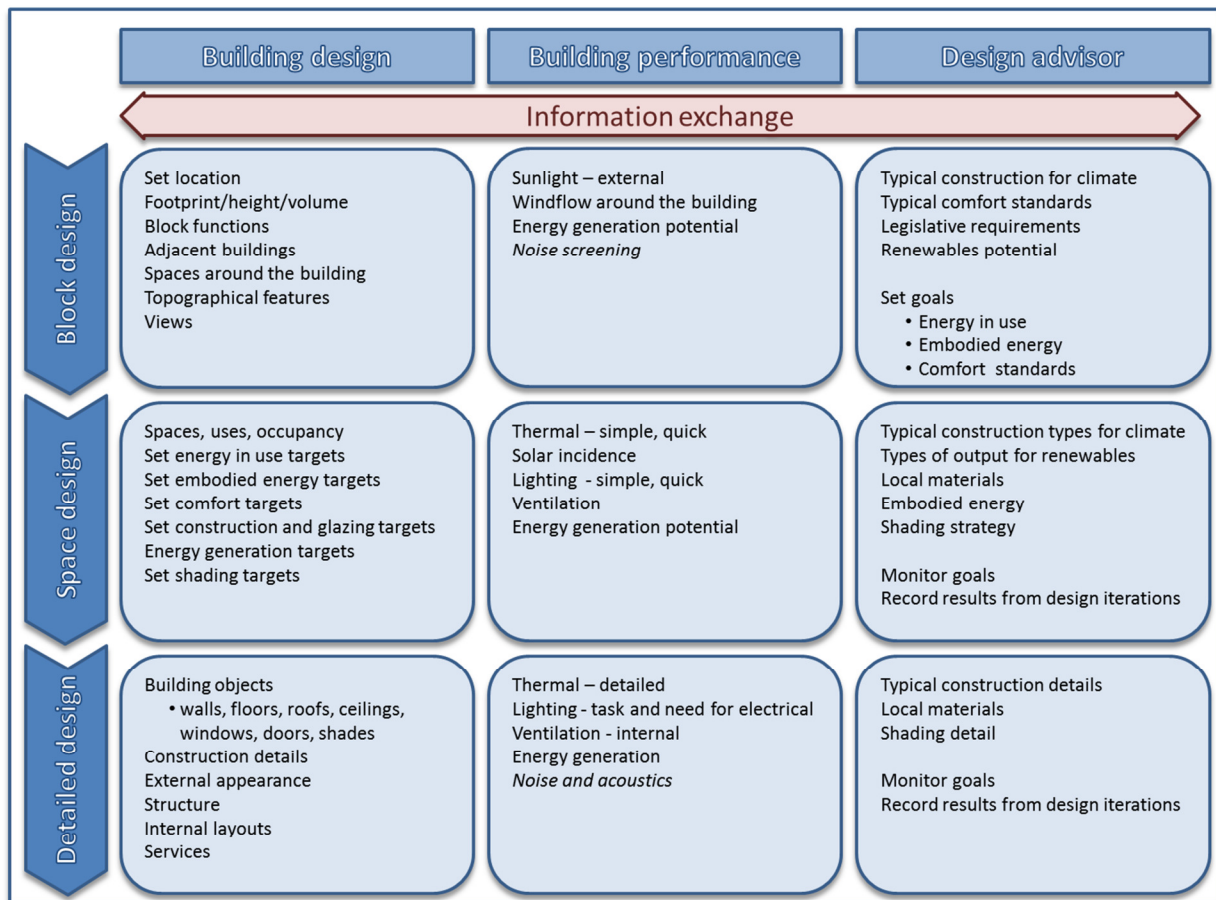 Building design
Building performance
Design advisor
Information exchange
Block design
Set location
Footprint/height/volume
Block functions
Adjacent buildings
Spaces around the building
Topographical features
Views
Sunlight – external
Windflow around the building
Energy generation potential
Noise screening
Typical construction for climate
Typical comfort standards
Legislative requirements
Renewables potential
Set goals
• Energy in use
• Embodied energy
• Comfort standards
Space design
Spaces, uses, occupancy
Set energy in use targets
Set embodied energy targets
Set comfort targets
Set construction and glazing targets
Energy generation targets
Set shading targets
Thermal – simple, quick
Solar incidence
Lighting - simple, quick
Ventilation
Energy generation potential
Typical construction types for climate
Types of output for renewables
Local materials
Embodied energy
Shading strategy
Monitor goals
Record results from design iterations
Detailed design
Building objects
• walls, floors, roofs, ceilings,
windows, doors, shades
Construction details
External appearance
Structure
Internal layouts
Services
Thermal – detailed
Lighting - task and need for electrical
Ventilation - internal
Energy generation
Noise and acoustics
Typical construction details
Local materials
Shading detail
Monitor goals
Record results from design iterations